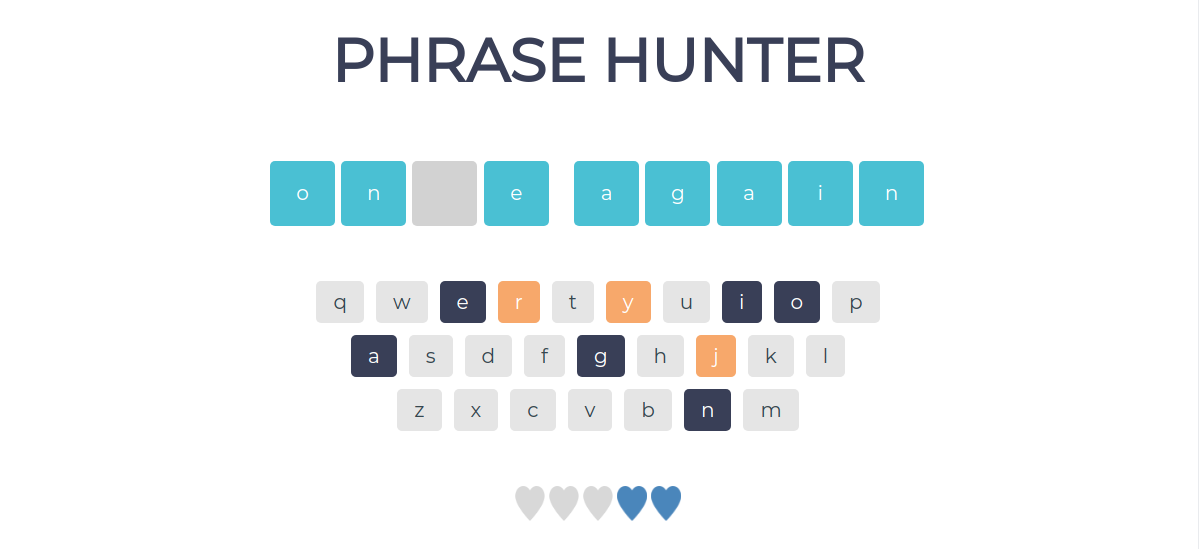 PHRASE HUNTER
o n e a g a i n
q w e r t y u i o p
a s d f g h j k l
z x c v b n m